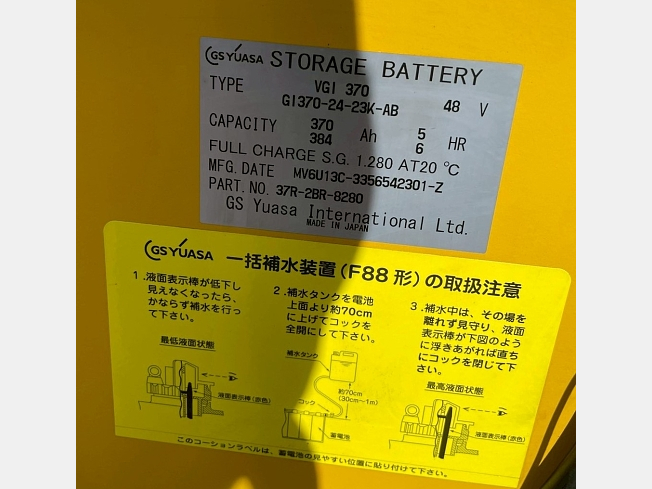 GS YUASA STORAGE BATTERY
TYPE VGI 370
GI370-24-23K-AB 48 V
CAPACITY 370 Ah 5 HR
384 6
FULL CHARGE S.G. 1.280 AT20 ℃
MFG. DATE MV6U13C-3356542301-Z
PART. NO. 37R-2BR-8280
GS Yuasa International Ltd.
MADE IN JAPAN
GS YUASA 一括補水装置(F88形)の取扱注意
1.液面表示棒が低下し
見えなくなったら、
かならず補水を行っ
て下さい。
最低液面状態
液面表示棒(赤色)
2.補水タンクを電池
上面より約70cm
に上げてコックを
全開にして下さい。
補水タンク
約70cm
(30cm~1m)
コック
蓄電池
3.補水中は、その場を
離れず見守り、液面
表示棒が下図のよう
に浮きあがれば直ち
にコックを閉じて下
さい。
最高液面状態
液面表示棒(赤色)
このコーションラベルは、蓄電池の見やすい位置に貼り付けて下さい。